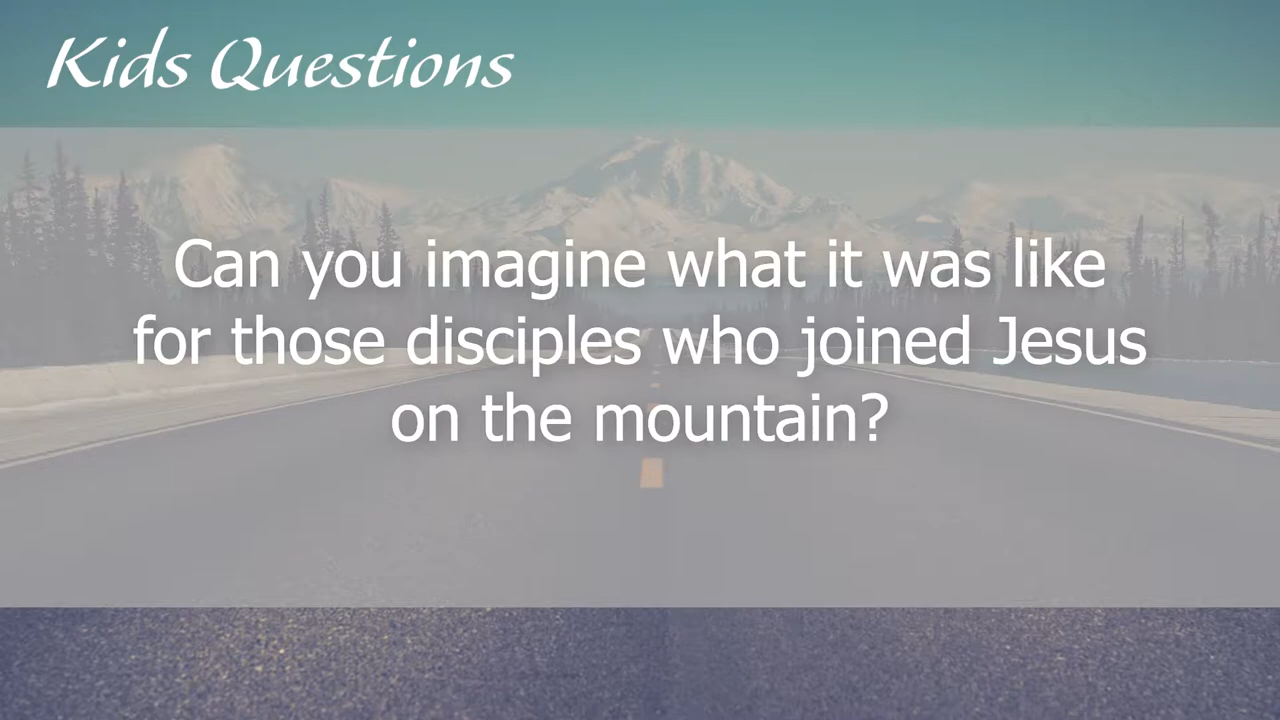 Kids Questions
Can you imagine what it was like
for those disciples who joined Jesus
on the mountain?